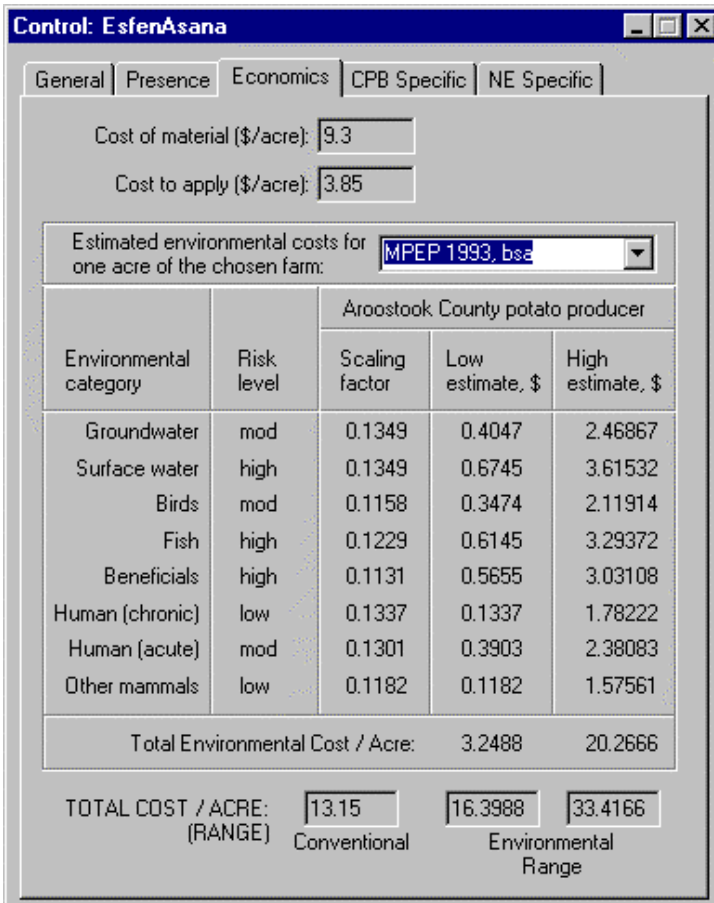 Control: EsfenAsana
General Presence Economics CPB Specific NE Specific
Cost of material ($/acre): 9.3
Cost to apply ($/acre): 3.85
Estimated environmental costs for
one acre of the chosen farm:
MPEP 1993, bsa
Aroostook County potato producer
Environmental category Risk level Scaling factor Low estimate, $ High estimate, $
Groundwater mod 0.1349 0.4047 2.46867
Surface water high 0.1349 0.6745 3.61532
Birds mod 0.1158 0.3474 2.11914
Fish high 0.1229 0.6145 3.29372
Beneficials high 0.1131 0.5655 3.03108
Human (chronic) low 0.1337 0.1337 1.78222
Human (acute) mod 0.1301 0.3903 2.38083
Other mammals low 0.1182 0.1182 1.57561
Total Environmental Cost / Acre: 3.2488 20.2666
TOTAL COST / ACRE: 13.15 16.3988 33.4166
(RANGE) Conventional Environmental
Range